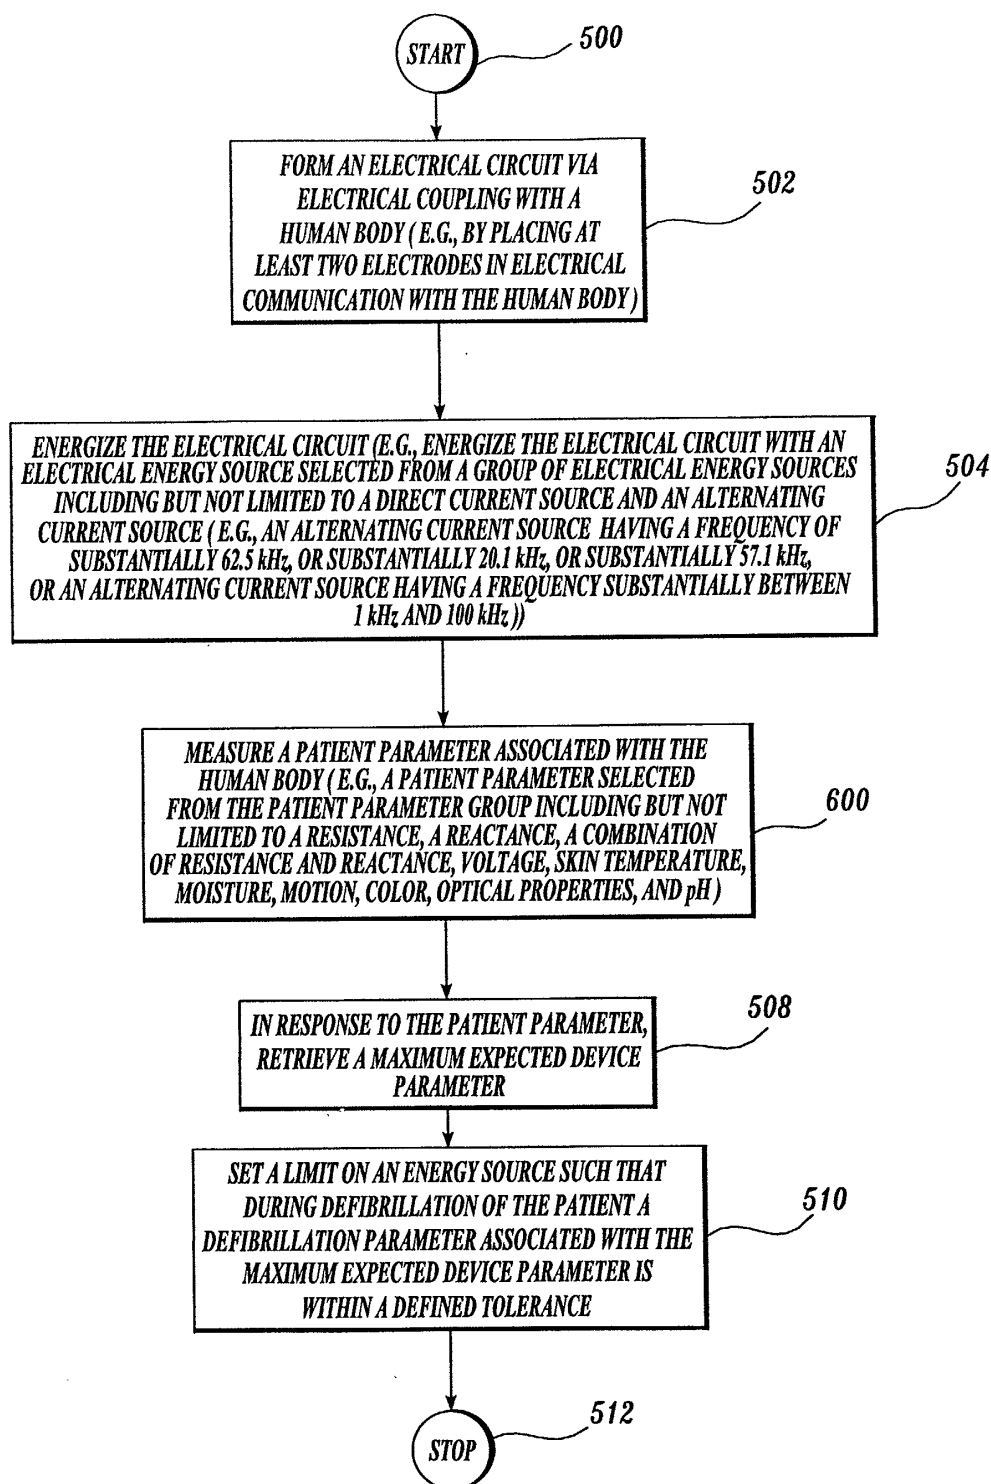 START
500
FORM AN ELECTRICAL CIRCUIT VIA
ELECTRICAL COUPLING WITH A
HUMAN BODY ( E.G., BY PLACING AT
LEAST TWO ELECTRODES IN ELECTRICAL
COMMUNICATION WITH THE HUMAN BODY )
502
ENERGIZE THE ELECTRICAL CIRCUIT (E.G., ENERGIZE THE ELECTRICAL CIRCUIT WITH AN
ELECTRICAL ENERGY SOURCE SELECTED FROM A GROUP OF ELECTRICAL ENERGY SOURCES
INCLUDING BUT NOT LIMITED TO A DIRECT CURRENT SOURCE AND AN ALTERNATING
CURRENT SOURCE ( E.G., AN ALTERNATING CURRENT SOURCE HAVING A FREQUENCY OF
SUBSTANTIALLY 62.5 kHz, OR SUBSTANTIALLY 20.1 kHz, OR SUBSTANTIALLY 57.1 kHz,
OR AN ALTERNATING CURRENT SOURCE HAVING A FREQUENCY SUBSTANTIALLY BETWEEN
1 kHz AND 100 kHz ))
504
MEASURE A PATIENT PARAMETER ASSOCIATED WITH THE
HUMAN BODY ( E.G., A PATIENT PARAMETER SELECTED
FROM THE PATIENT PARAMETER GROUP INCLUDING BUT NOT
LIMITED TO A RESISTANCE, A REACTANCE, A COMBINATION
OF RESISTANCE AND REACTANCE, VOLTAGE, SKIN TEMPERATURE,
MOISTURE, MOTION, COLOR, OPTICAL PROPERTIES, AND pH )
600
IN RESPONSE TO THE PATIENT PARAMETER,
RETRIEVE A MAXIMUM EXPECTED DEVICE
PARAMETER
508
SET A LIMIT ON AN ENERGY SOURCE SUCH THAT
DURING DEFIBRILLATION OF THE PATIENT A
DEFIBRILLATION PARAMETER ASSOCIATED WITH THE
MAXIMUM EXPECTED DEVICE PARAMETER IS
WITHIN A DEFINED TOLERANCE
510
STOP
512